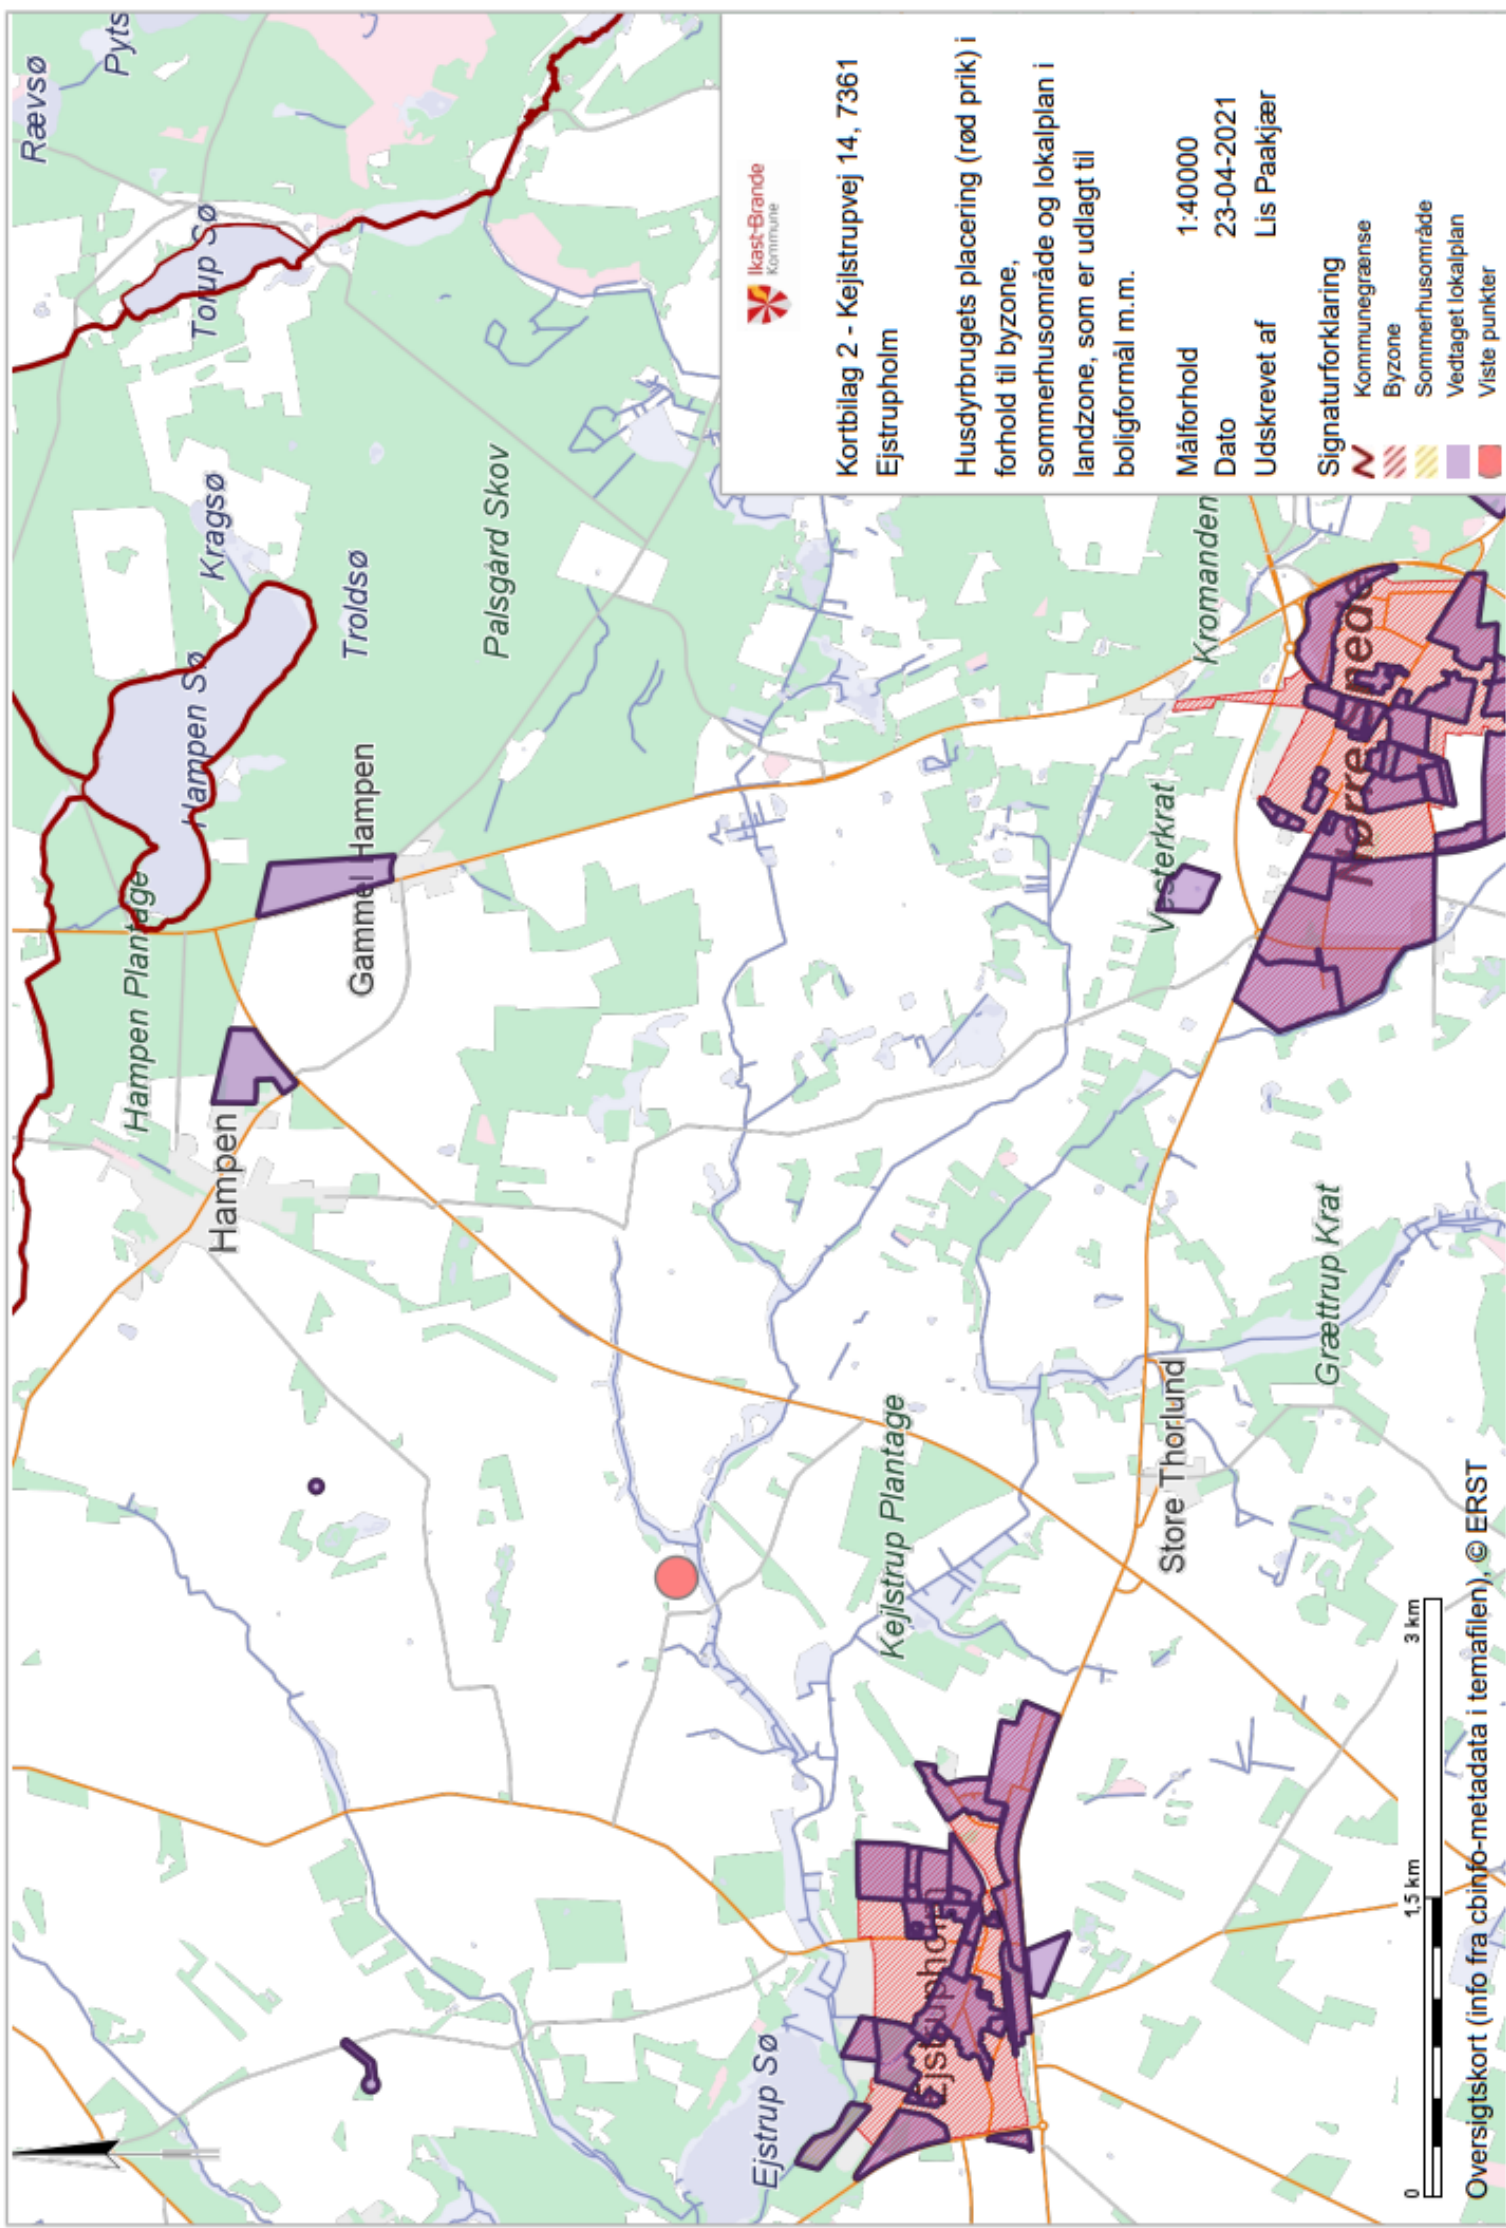 Ikast-Brande
Kommune
Kortbilag 2 - Kejlstrupvej 14, 7361
Ejstrupholm
Husdyrbrugets placering (rød prik) i
forhold til byzone,
sommerhusområde og lokalplan i
landzone, som er udlagt til
boligformål m.m.
Målforhold 1:40000
Dato 23-04-2021
Udskrevet af Lis Paakjær
Signaturforklaring
Kommunegrænse
Byzone
Sommerhusområde
Vedtaget lokalplan
Viste punkter
Rævsø
Pyts
Torup Sø
Kragsø
Hampen Sø
Troldsø
Palsgård Skov
Hampen Plantage
Gammel Hampen
Hampen
Kromanden
Nørre Snede
Vesterkrat
Kejlstrup Plantage
Store Thorlund
Grættrup Krat
Ejstrup Sø
Ejstrupholm
0 1,5 km 3 km
Oversigtskort (info fra cbinfo-metadata i temafilen), © ERST